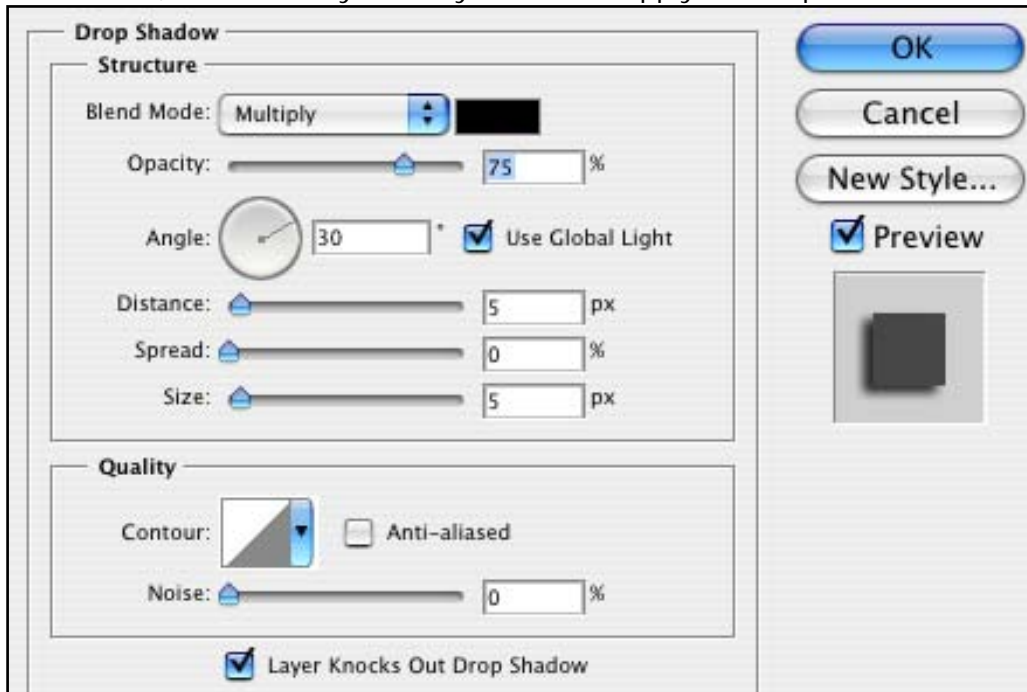 Drop Shadow
Structure
Blend Mode: Multiply
Opacity: 75 %
Angle: 30 ° Use Global Light
Distance: 5 px
Spread: 0 %
Size: 5 px
Quality
Contour: Anti-aliased
Noise: 0 %
Layer Knocks Out Drop Shadow
OK
Cancel
New Style...
Preview